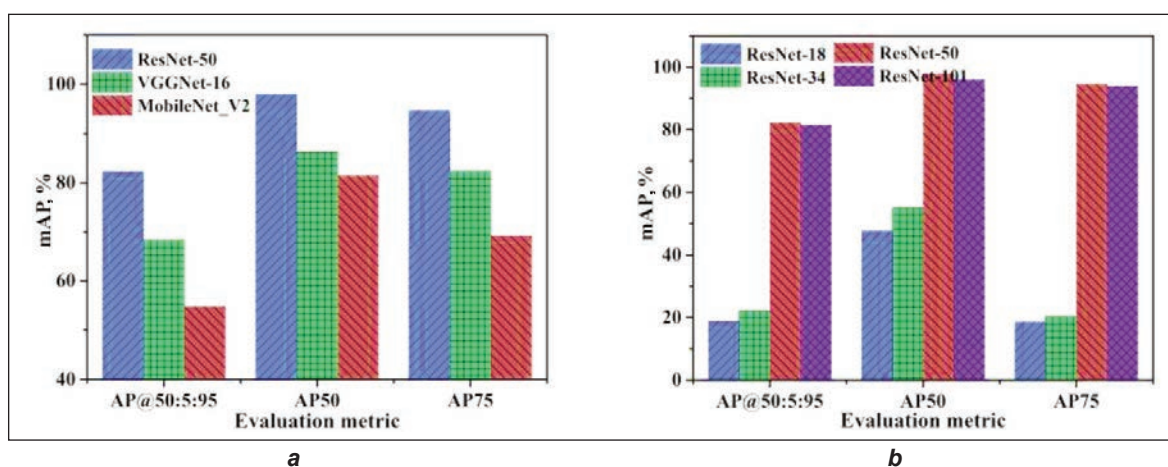 ResNet-50
VGGNet-16
MobileNet_V2
100
80
60
40
mAP, %
AP@50:5:95 AP50 AP75
Evaluation metric
a
ResNet-18 ResNet-50
ResNet-34 ResNet-101
100
80
60
40
20
0
mAP, %
AP@50:5:95 AP50 AP75
Evaluation metric
b